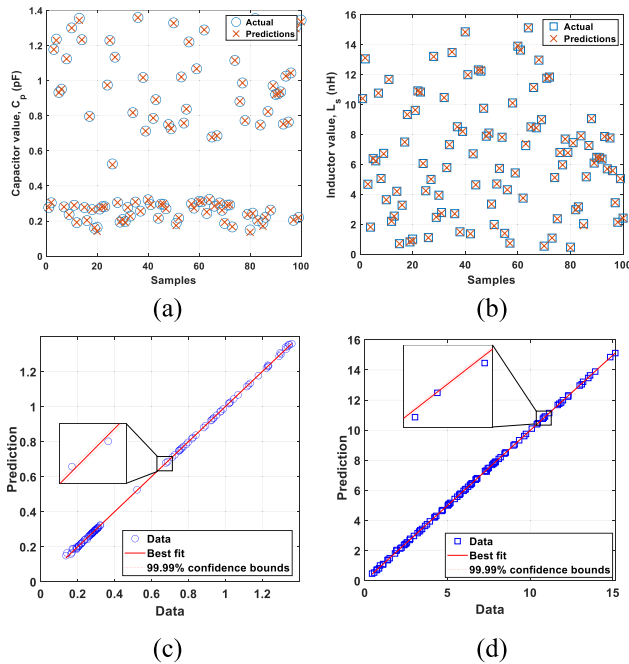 1.4
1.2
1
0.8
0.6
0.4
0.2
0
0 20 40 60 80 100
Capacitor value, Cp (pF)
Samples
Actual
Predictions
(a)
16
14
12
10
8
6
4
2
0
0 20 40 60 80 100
Inductor value, Ls (nH)
Samples
Actual
Predictions
(b)
1.2
1
0.8
0.6
0.4
0.2
0
0 0.2 0.4 0.6 0.8 1 1.2
Prediction
Data
Data
Best fit
99.99% confidence bounds
(c)
16
14
12
10
8
6
4
2
0
0 5 10 15
Prediction
Data
Data
Best fit
99.99% confidence bounds
(d)